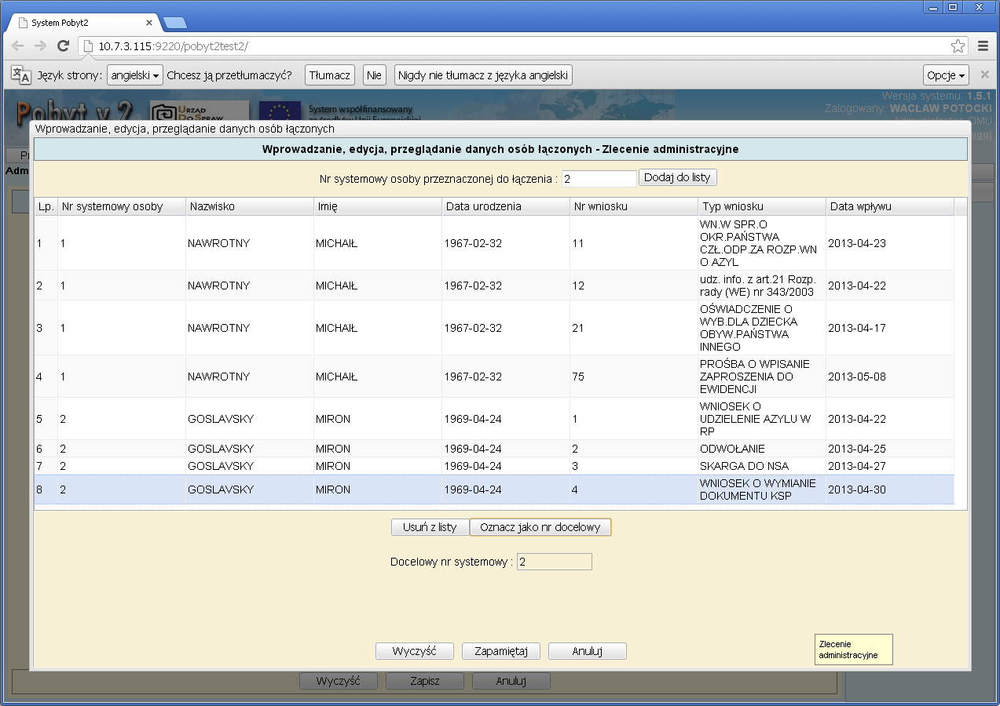 System Pobyt2
10.7.3.115:9220/pobyt2test2/
Język strony: angielski Chcesz ją przetłumaczyć? Tłumacz Nie Nigdy nie tłumacz z języka angielski Opcje
Wersja systemu: 1.5.1
Pobyt v.2 URZĄD System współfinansowany Zalogowany: WACŁAW POTOCKI
DO SPRAW ze środków Unii Europejskiej
Administrator DMU
Wprowadzanie, edycja, przeglądanie danych osób łączonych
Wprowadzanie, edycja, przeglądanie danych osób łączonych - Zlecenie administracyjne
Adm
Nr systemowy osoby przeznaczonej do łączenia : 2 Dodaj do listy
Lp. Nr systemowy osoby Nazwisko Imię Data urodzenia Nr wniosku Typ wniosku Data wpływu
1 1 NAWROTNY MICHAIŁ 1967-02-32 11 WN.W SPR.O
OKR.PAŃSTWA
CZŁ.ODP.ZA ROZP.WN
O AZYL 2013-04-23
2 1 NAWROTNY MICHAIŁ 1967-02-32 12 udz. info. z art.21 Rozp.
rady (WE) nr 343/2003 2013-04-22
3 1 NAWROTNY MICHAIŁ 1967-02-32 21 OŚWIADCZENIE O
WYB.DLA DZIECKA
OBYW.PAŃSTWA
INNEGO 2013-04-17
4 1 NAWROTNY MICHAIŁ 1967-02-32 75 PROŚBA O WPISANIE
ZAPROSZENIA DO
EWIDENCJI 2013-05-08
5 2 GOSLAVSKY MIRON 1969-04-24 1 WNIOSEK O
UDZIELENIE AZYLU W
RP 2013-04-22
6 2 GOSLAVSKY MIRON 1969-04-24 2 ODWOŁANIE 2013-04-25
7 2 GOSLAVSKY MIRON 1969-04-24 3 SKARGA DO NSA 2013-04-27
8 2 GOSLAVSKY MIRON 1969-04-24 4 WNIOSEK O WYMIANIE
DOKUMENTU KSP 2013-04-30
Usuń z listy Oznacz jako nr docelowy
Docelowy nr systemowy : 2
Wyczyść Zapamiętaj Anuluj
Zlecenie
administracyjne
Wyczyść Zapisz Anuluj